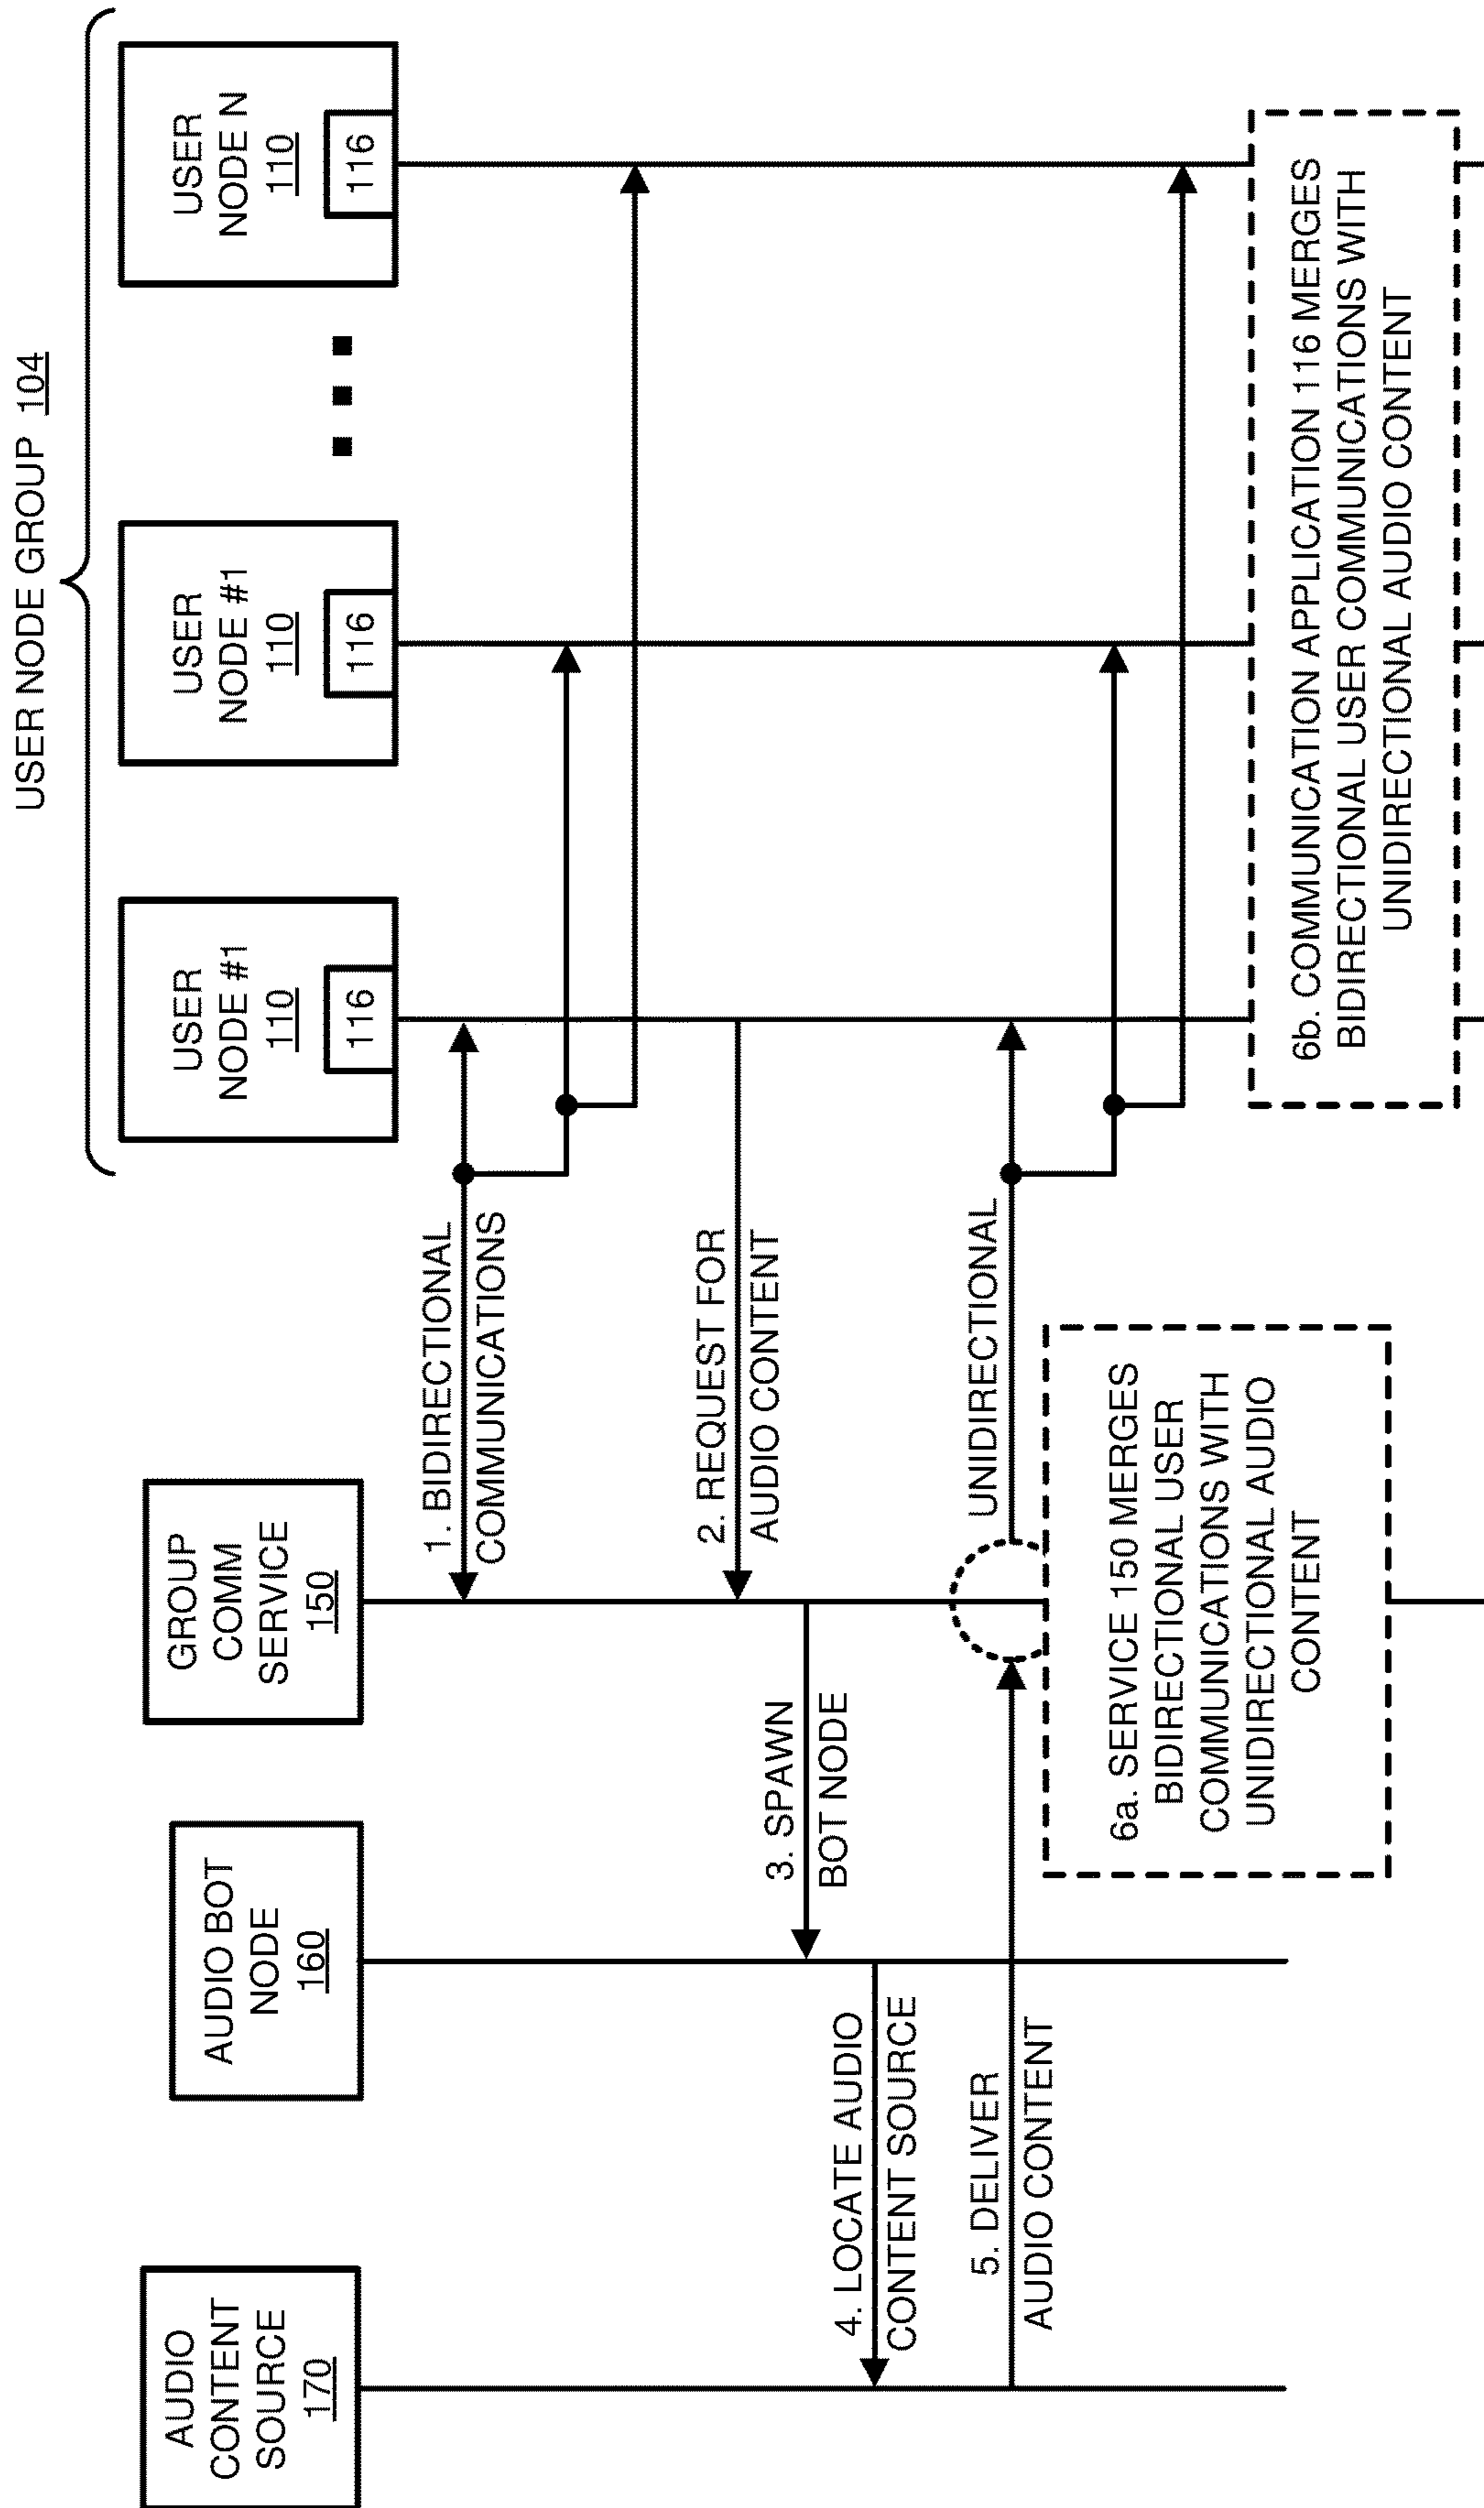 USER NODE GROUP 104
AUDIO
CONTENT
SOURCE
170
AUDIO BOT
NODE
160
GROUP
COMM
SERVICE
150
USER
NODE #1
110
116
USER
NODE #1
110
116
USER
NODE N
110
116
1. BIDIRECTIONAL
COMMUNICATIONS
2. REQUEST FOR
AUDIO CONTENT
3. SPAWN
BOT NODE
4. LOCATE AUDIO
CONTENT SOURCE
5. DELIVER
AUDIO CONTENT
UNIDIRECTIONAL
6a. SERVICE 150 MERGES
BIDIRECTIONAL USER
COMMUNICATIONS WITH
UNIDIRECTIONAL AUDIO
CONTENT
6b. COMMUNICATION APPLICATION 116 MERGES
BIDIRECTIONAL USER COMMUNICATIONS WITH
UNIDIRECTIONAL AUDIO CONTENT